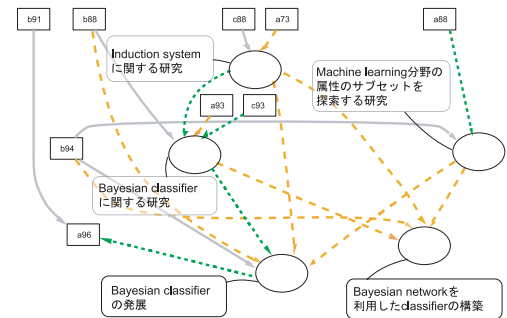 b91
b88
c88
a73
a88
Induction system
に関する研究
Machine learning分野の
属性のサブセットを
探索する研究
a93
c93
b94
Bayesian classifier
に関する研究
a96
Bayesian classifier
の発展
Bayesian networkを
利用したclassifierの構築